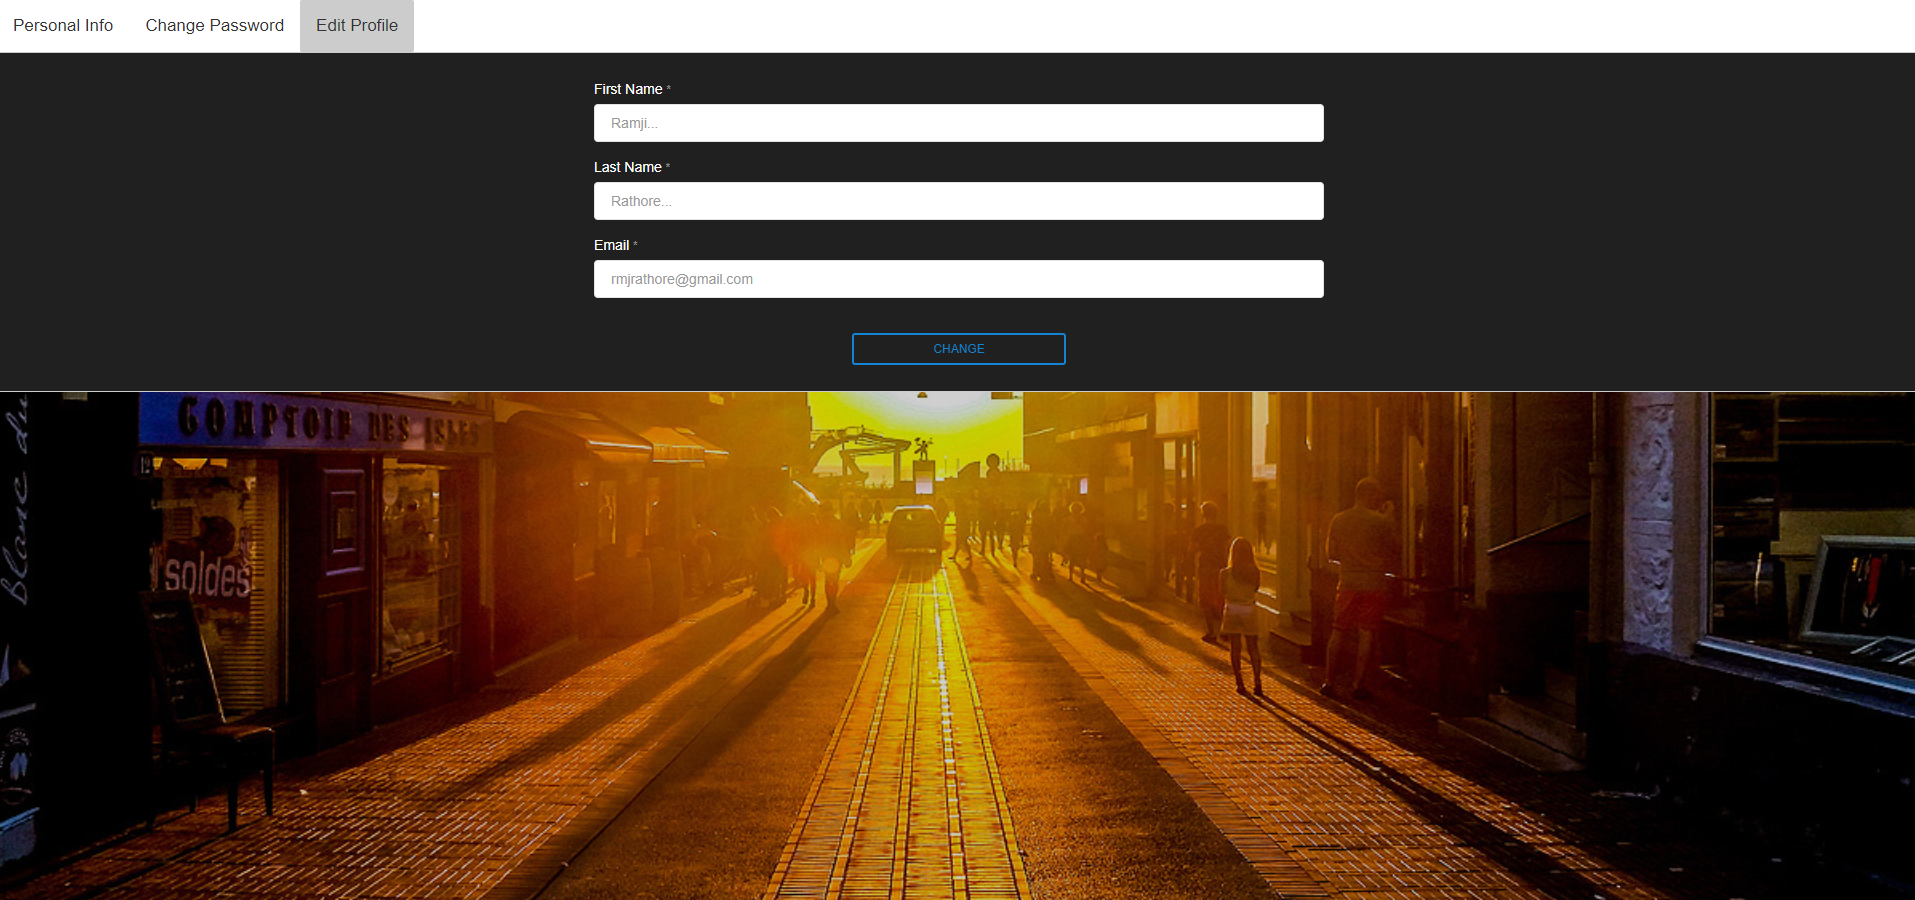 Personal Info Change Password Edit Profile
First Name *
Ramji...
Last Name *
Rathore...
Email *
rmjrathore@gmail.com
CHANGE
COMPTOIR DES ISLES
12
soldes
Blanc du